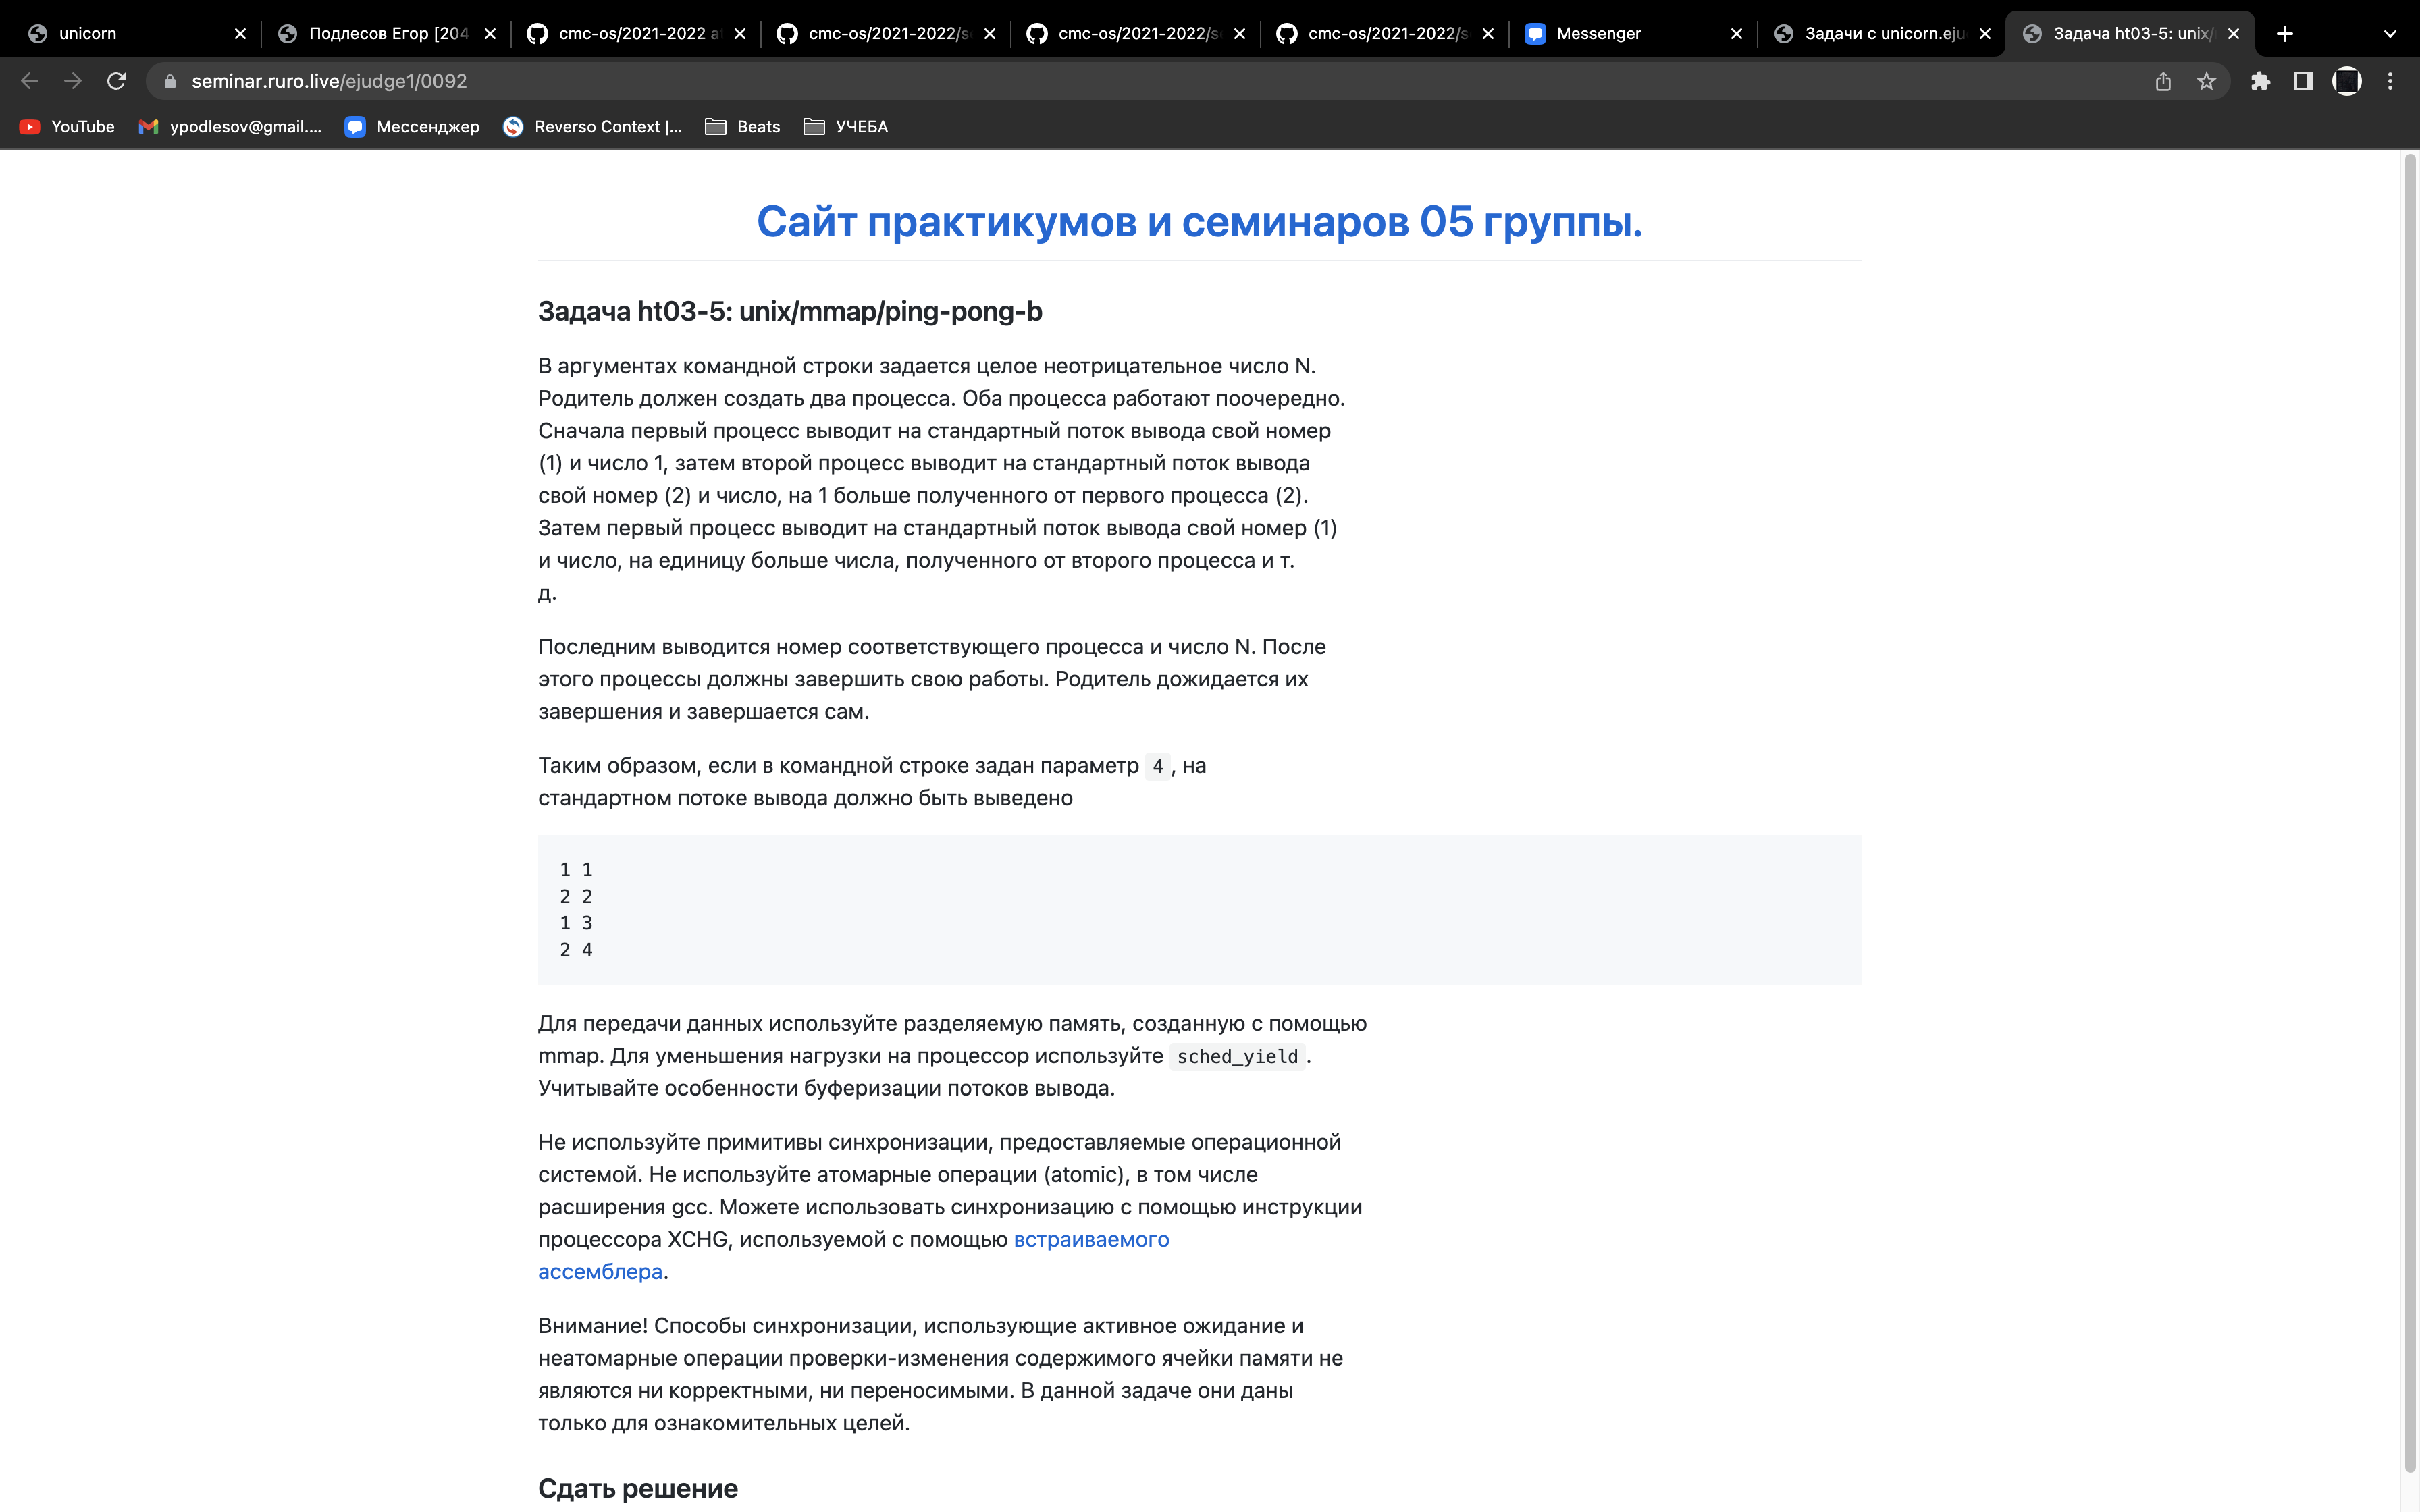 unicorn
Подлесов Егор [204
cmc-os/2021-2022 a
cmc-os/2021-2022/s
cmc-os/2021-2022/s
cmc-os/2021-2022/s
Messenger
Задачи с unicorn.eju
Задача ht03-5: unix/
seminar.ruro.live/ejudge1/0092
YouTube
ypodlesov@gmail....
Мессенджер
Reverso Context |...
Beats
УЧЕБА
Сайт практикумов и семинаров 05 группы.
Задача ht03-5: unix/mmap/ping-pong-b
В аргументах командной строки задается целое неотрицательное число N.
Родитель должен создать два процесса. Оба процесса работают поочередно.
Сначала первый процесс выводит на стандартный поток вывода свой номер
(1) и число 1, затем второй процесс выводит на стандартный поток вывода
свой номер (2) и число, на 1 больше полученного от первого процесса (2).
Затем первый процесс выводит на стандартный поток вывода свой номер (1)
и число, на единицу больше числа, полученного от второго процесса и т.
д.
Последним выводится номер соответствующего процесса и число N. После
этого процессы должны завершить свою работы. Родитель дожидается их
завершения и завершается сам.
Таким образом, если в командной строке задан параметр 4, на
стандартном потоке вывода должно быть выведено
1 1
2 2
1 3
2 4
Для передачи данных используйте разделяемую память, созданную с помощью
mmap. Для уменьшения нагрузки на процессор используйте sched_yield.
Учитывайте особенности буферизации потоков вывода.
Не используйте примитивы синхронизации, предоставляемые операционной
системой. Не используйте атомарные операции (atomic), в том числе
расширения gcc. Можете использовать синхронизацию с помощью инструкции
процессора XCHG, используемой с помощью встраиваемого
ассемблера.
Внимание! Способы синхронизации, использующие активное ожидание и
неатомарные операции проверки-изменения содержимого ячейки памяти не
являются ни корректными, ни переносимыми. В данной задаче они даны
только для ознакомительных целей.
Сдать решение